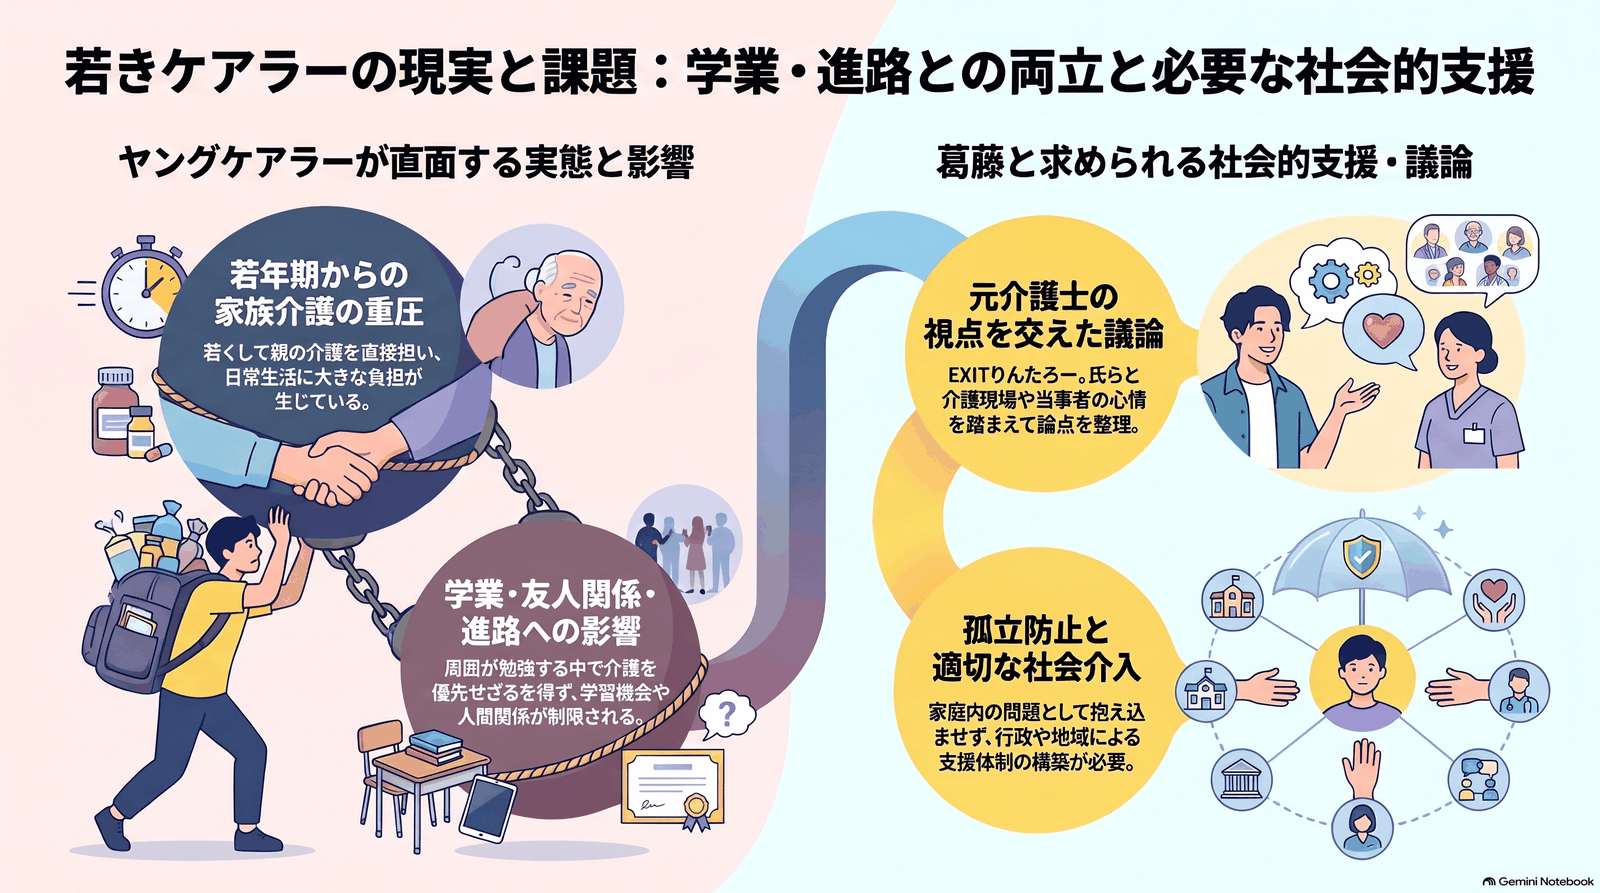 若きケアラーの現実と課題：学業・進路との両立と必要な社会的支援
ヤングケアラーが直面する実態と影響
若年期からの
家族介護の重圧
若くして親の介護を直接担い、
日常生活に大きな負担が
生じている。
学業・友人関係・
進路への影響
周囲が勉強する中で介護を
優先せざるを得ず、学習機会や
人間関係が制限される。
?
葛藤と求められる社会的支援・議論
元介護士の
視点を交えた議論
EXITりんたろー。氏らと
介護現場や当事者の心情
を踏まえて論点を整理。
孤立防止と
適切な社会介入
家庭内の問題として抱え込
ませず、行政や地域による
支援体制の構築が必要。
Gemini Notebook